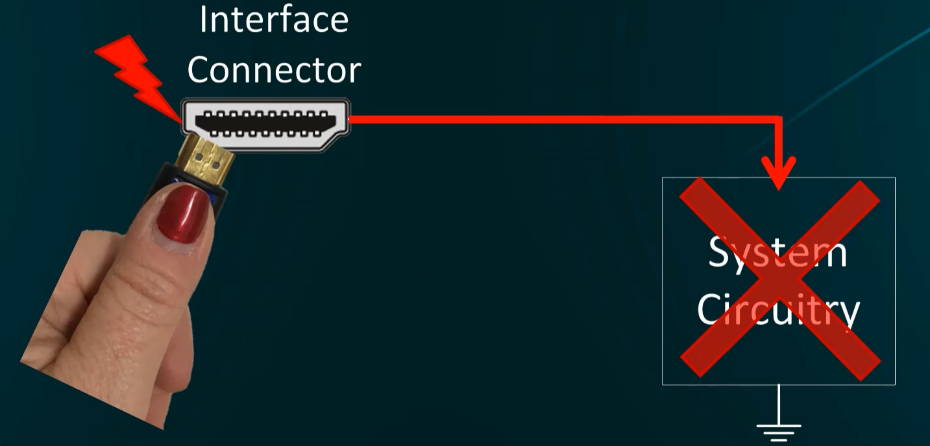 Interface
Connector
System
Circuitry